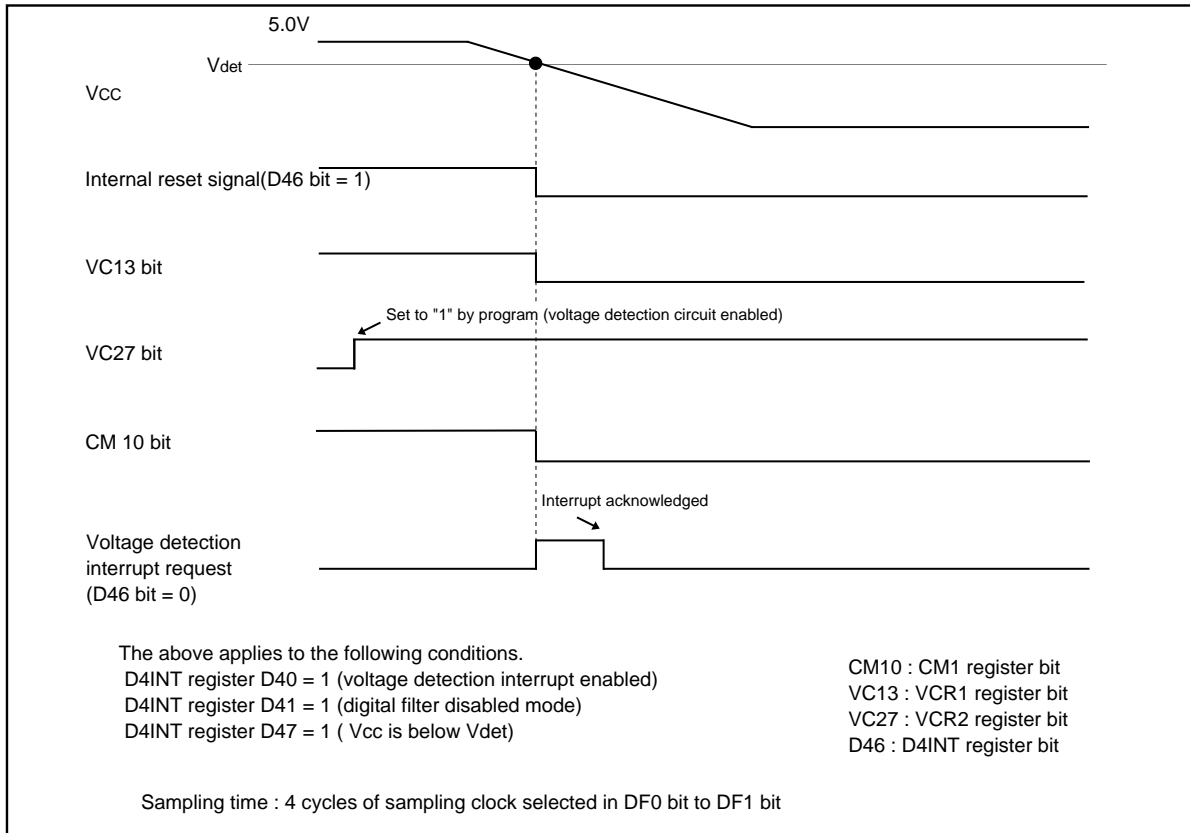 5.0V
Vdet
VCC
Internal reset signal(D46 bit = 1)
VC13 bit
Set to "1" by program (voltage detection circuit enabled)
VC27 bit
CM 10 bit
Interrupt acknowledged
Voltage detection
interrupt request
(D46 bit = 0)
The above applies to the following conditions.
D4INT register D40 = 1 (voltage detection interrupt enabled)
D4INT register D41 = 1 (digital filter disabled mode)
D4INT register D47 = 1 ( Vcc is below Vdet)
CM10 : CM1 register bit
VC13 : VCR1 register bit
VC27 : VCR2 register bit
D46 : D4INT register bit
Sampling time : 4 cycles of sampling clock selected in DF0 bit to DF1 bit